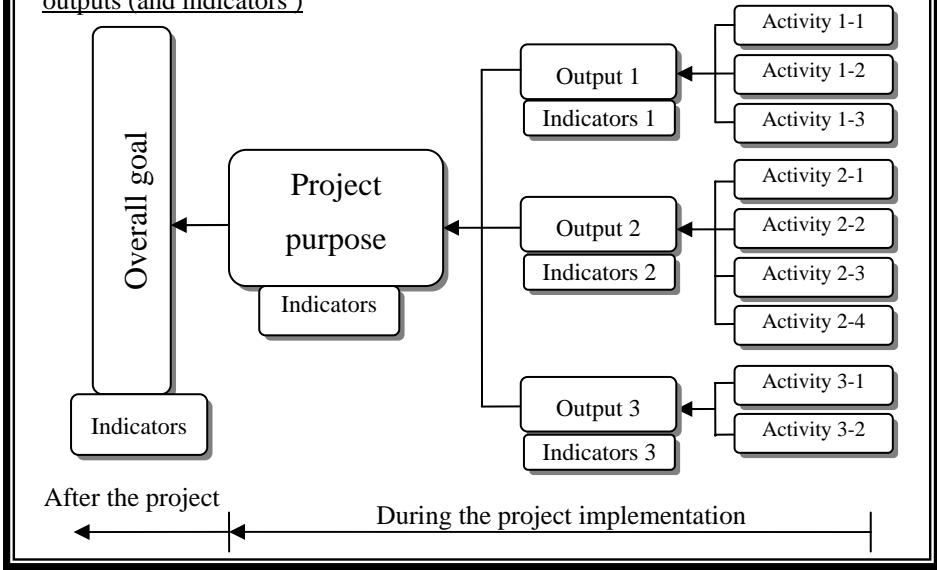 outputs (and indicators )
Overall goal
Indicators
Project
purpose
Indicators
Output 1
Indicators 1
Output 2
Indicators 2
Output 3
Indicators 3
Activity 1-1
Activity 1-2
Activity 1-3
Activity 2-1
Activity 2-2
Activity 2-3
Activity 2-4
Activity 3-1
Activity 3-2
After the project
During the project implementation